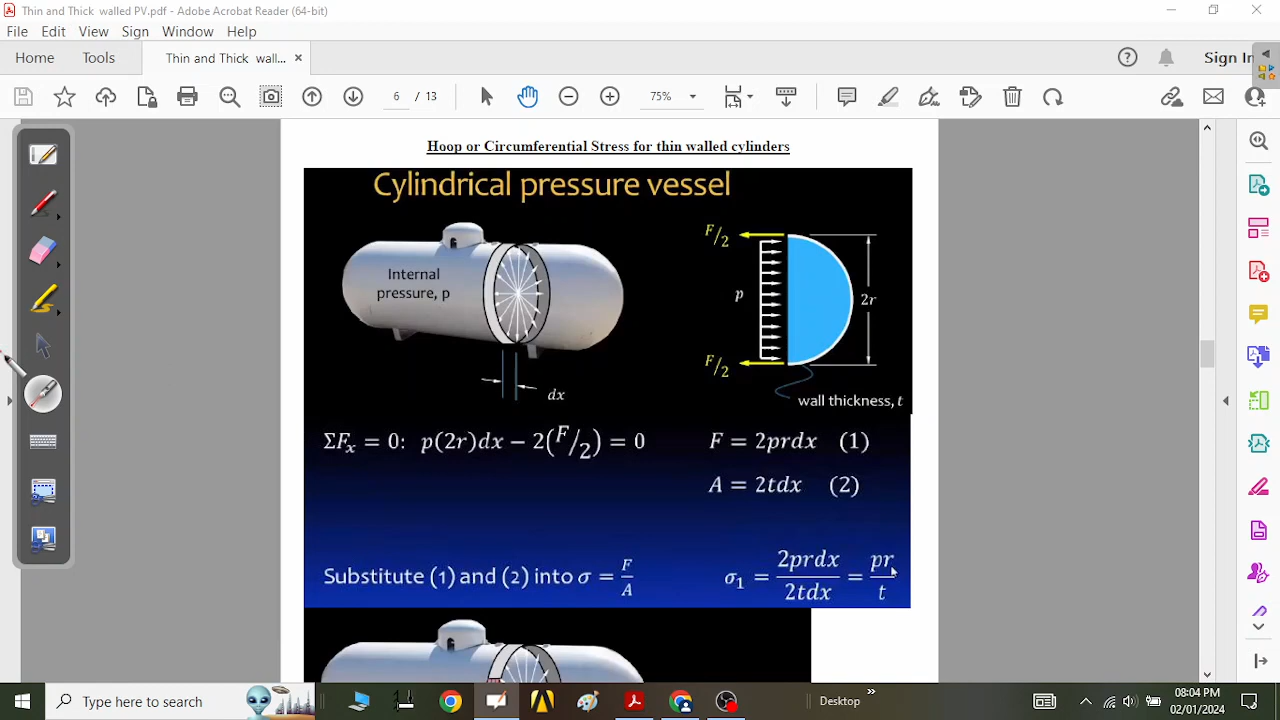 Thin and Thick walled PV.pdf - Adobe Acrobat Reader (64-bit)
File Edit View Sign Window Help
Home Tools Thin and Thick wall... × Sign In
6 / 13 75%
Hoop or Circumferential Stress for thin walled cylinders
Cylindrical pressure vessel
Internal
pressure, p
dx
F/2
p
2r
F/2
wall thickness, t
ΣFₓ = 0: p(2r)dx − 2(F/2) = 0
F = 2prdx (1)
A = 2tdx (2)
Substitute (1) and (2) into σ = F/A
σ₁ = 2prdx/2tdx = pr/t
Type here to search
Desktop
»
08:04 PM
02/01/2024